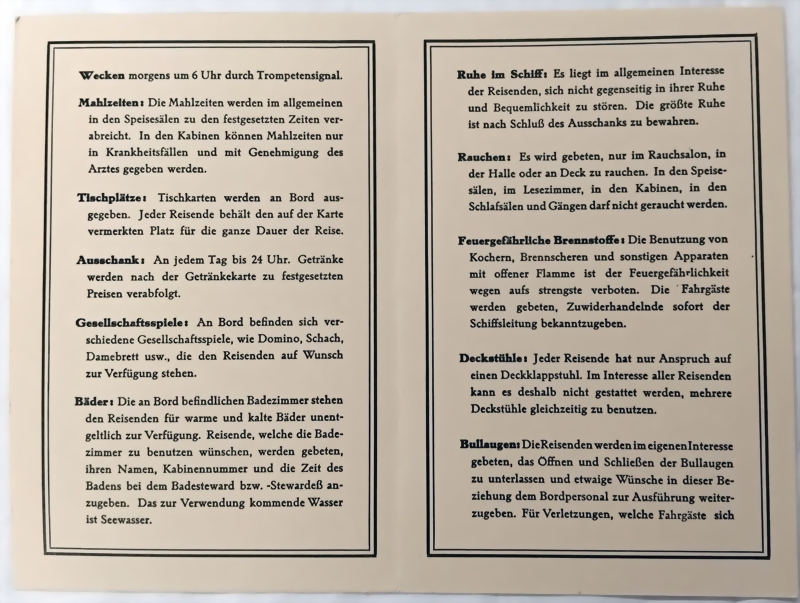 Wecken morgens um 6 Uhr durch Trompetensignal.
Mahlzeiten: Die Mahlzeiten werden im allgemeinen
in den Speisesälen zu den festgesetzten Zeiten ver-
abreicht. In den Kabinen können Mahlzeiten nur
in Krankheitsfällen und mit Genehmigung des
Arztes gegeben werden.
Tischplätze: Tischkarten werden an Bord aus-
gegeben. Jeder Reisende behält den auf der Karte
vermerkten Platz für die ganze Dauer der Reise.
Ausschank: An jedem Tag bis 24 Uhr. Getränke
werden nach der Getränkekarte zu festgesetzten
Preisen verabfolgt.
Gesellschaftsspiele: An Bord befinden sich ver-
schiedene Gesellschaftsspiele, wie Domino, Schach,
Damebrett usw., die den Reisenden auf Wunsch
zur Verfügung stehen.
Bäder: Die an Bord befindlichen Badezimmer stehen
den Reisenden für warme und kalte Bäder unent-
geltlich zur Verfügung. Reisende, welche die Bade-
zimmer zu benutzen wünschen, werden gebeten,
ihren Namen, Kabinennummer und die Zeit des
Badens bei dem Badesteward bzw. -Stewardeß an-
zugeben. Das zur Verwendung kommende Wasser
ist Seewasser.
Ruhe im Schiff: Es liegt im allgemeinen Interesse
der Reisenden, sich nicht gegenseitig in ihrer Ruhe
und Bequemlichkeit zu stören. Die größte Ruhe
ist nach Schluß des Ausschanks zu bewahren.
Rauchen: Es wird gebeten, nur im Rauchsalon, in
der Halle oder an Deck zu rauchen. In den Speise-
sälen, im Lesezimmer, in den Kabinen, in den
Schlafsälen und Gängen darf nicht geraucht werden.
Feuergefährliche Brennstoffe: Die Benutzung von
Kochern, Brennscheren und sonstigen Apparaten
mit offener Flamme ist der Feuergefährlichkeit
wegen aufs strengste verboten. Die Fahrgäste
werden gebeten, Zuwiderhandelnde sofort der
Schiffsleitung bekanntzugeben.
Deckstühle: Jeder Reisende hat nur Anspruch auf
einen Deckklappstuhl. Im Interesse aller Reisenden
kann es deshalb nicht gestattet werden, mehrere
Deckstühle gleichzeitig zu benutzen.
Bullaugen: Die Reisenden werden im eigenen Interesse
gebeten, das Öffnen und Schließen der Bullaugen
zu unterlassen und etwaige Wünsche in dieser Be-
ziehung dem Bordpersonal zur Ausführung weiter-
zugeben. Für Verletzungen, welche Fahrgäste sich